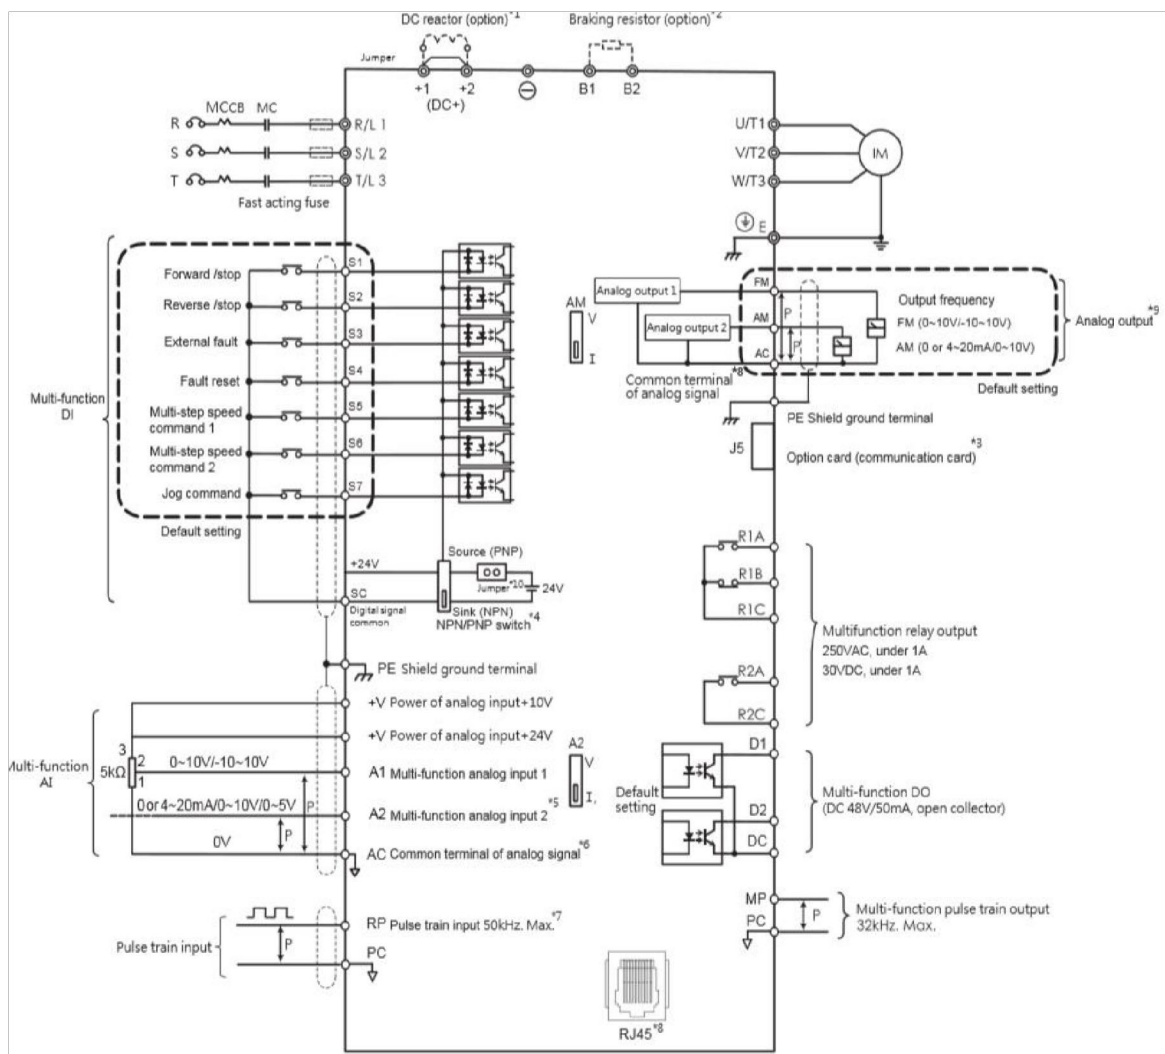 DC reactor (option)*1
Braking resistor (option)*2
Jumper
+1
+2
(DC+)
B1
B2
MCCB
MC
R
R/L 1
S
S/L 2
T
T/L 3
Fast acting fuse
U/T1
V/T2
W/T3
IM
E
Multi-function
DI
Forward /stop
S1
Reverse /stop
S2
External fault
S3
Fault reset
S4
Multi-step speed
command 1
S5
Multi-step speed
command 2
S6
Jog command
S7
Default setting
AM
V
I
Analog output 1
Analog output 2
FM
AM
AC
P
P
Output frequency
FM (0~10V/-10~10V)
AM (0 or 4~20mA/0~10V)
Analog output*9
Default setting
Common terminal*8
of analog signal
PE Shield ground terminal
J5
Option card (communication card)*3
+24V
SC
Digital signal
common
Source (PNP)
Jumper*10
24V
Sink (NPN)
NPN/PNP switch*4
PE Shield ground terminal
R1A
R1B
R1C
R2A
R2C
Multifunction relay output
250VAC, under 1A
30VDC, under 1A
+V Power of analog input+10V
+V Power of analog input+24V
Multi-function
AI
3
2
1
5kΩ
0~10V/-10~10V
A1 Multi-function analog input 1
0 or 4~20mA/0~10V/0~5V
A2 Multi-function analog input 2*5
P
P
0V
AC Common terminal of analog signal*6
A2
V
I.
Default
setting
D1
D2
DC
Multi-function DO
(DC 48V/50mA, open collector)
Pulse train input
P
RP Pulse train input 50kHz. Max.*7
PC
MP
PC
P
Multi-function pulse train output
32kHz. Max.
RJ45*8